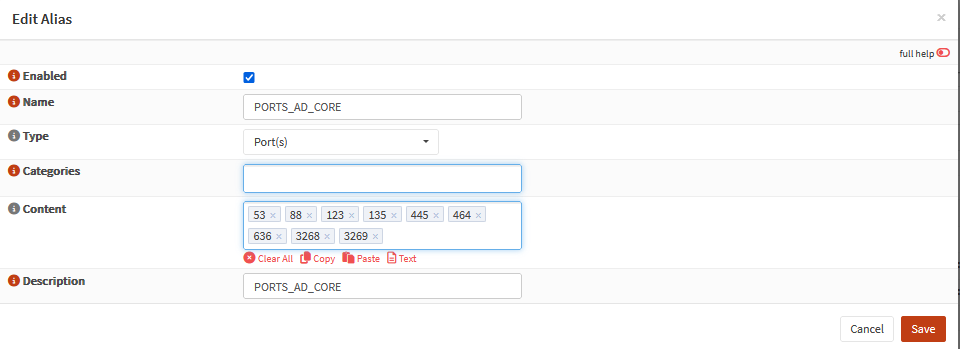 Edit Alias ×
full help
Enabled
Name PORTS_AD_CORE
Type Port(s)
Categories
Content 53 × 88 × 123 × 135 × 445 × 464 ×
636 × 3268 × 3269 ×
Clear All Copy Paste Text
Description PORTS_AD_CORE
Cancel Save